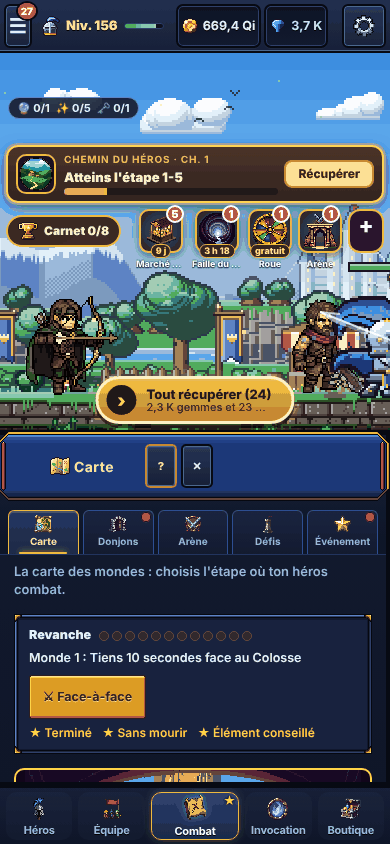 27
Niv. 156
669,4 Qi
3,7 K
0/1 0/5 0/1
CHEMIN DU HÉROS · CH. 1
Atteins l'étape 1-5
Récupérer
Carnet 0/8
5
9 j
Marché ...
1
3 h 18
Faille du ...
1
gratuit
Roue
1
Arène
+
Tout récupérer (24)
2,3 K gemmes et 23 ...
Carte
?
×
Carte
Donjons
Arène
Défis
Événement
La carte des mondes : choisis l'étape où ton héros
combat.
Revanche
Monde 1 : Tiens 10 secondes face au Colosse
⚔ Face-à-face
★ Terminé ★ Sans mourir ★ Élément conseillé
Héros
Équipe
Combat
Invocation
Boutique